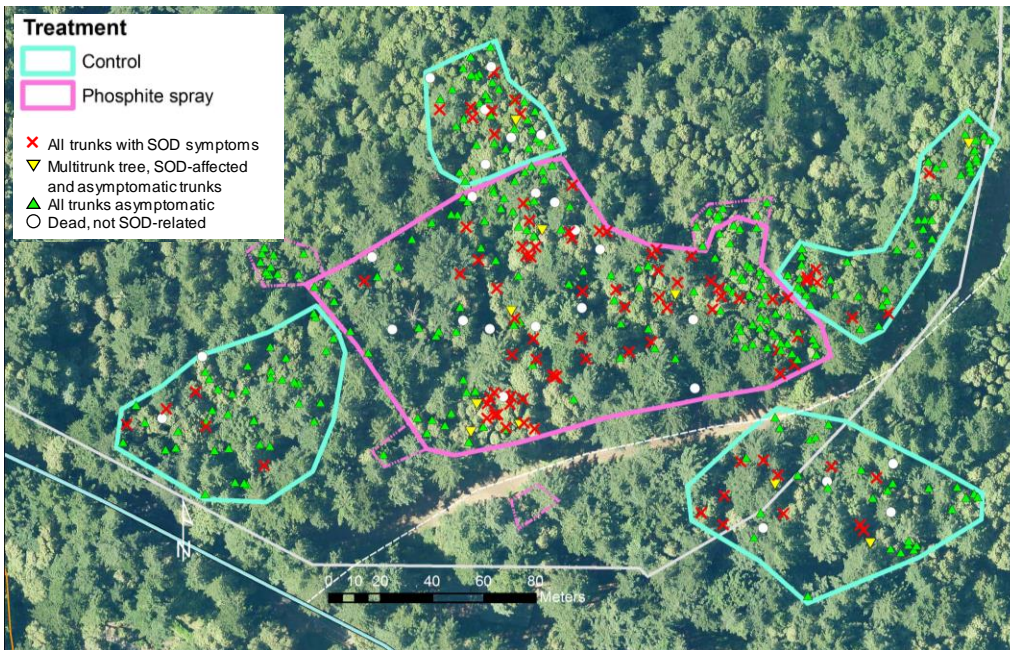 Treatment
Control
Phosphite spray
All trunks with SOD symptoms
Multitrunk tree, SOD-affected
and asymptomatic trunks
All trunks asymptomatic
Dead, not SOD-related
N
0 10 20 40 60 80
Meters